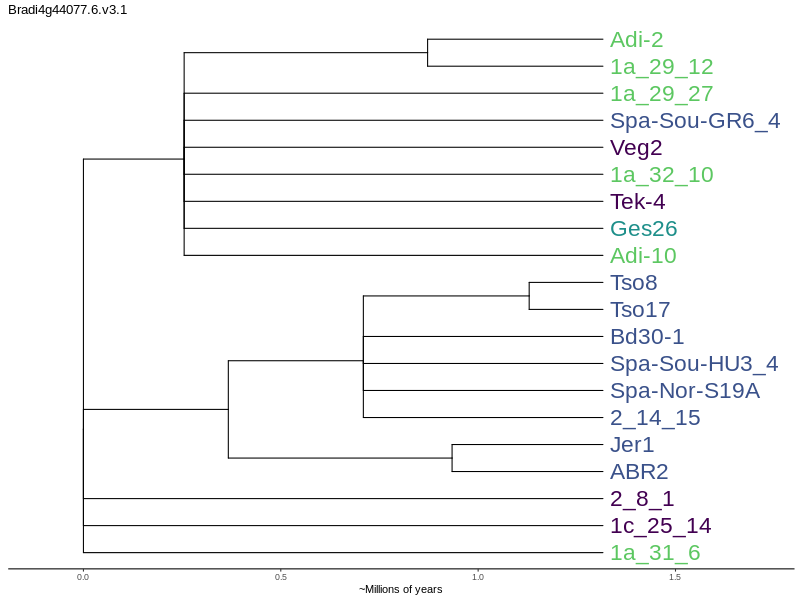 Bradi4g44077.6.v3.1
Adi-2
1a_29_12
1a_29_27
Spa-Sou-GR6_4
Veg2
1a_32_10
Tek-4
Ges26
Adi-10
Tso8
Tso17
Bd30-1
Spa-Sou-HU3_4
Spa-Nor-S19A
2_14_15
Jer1
ABR2
2_8_1
1c_25_14
1a_31_6
0.0 0.5 1.0 1.5
~Millions of years